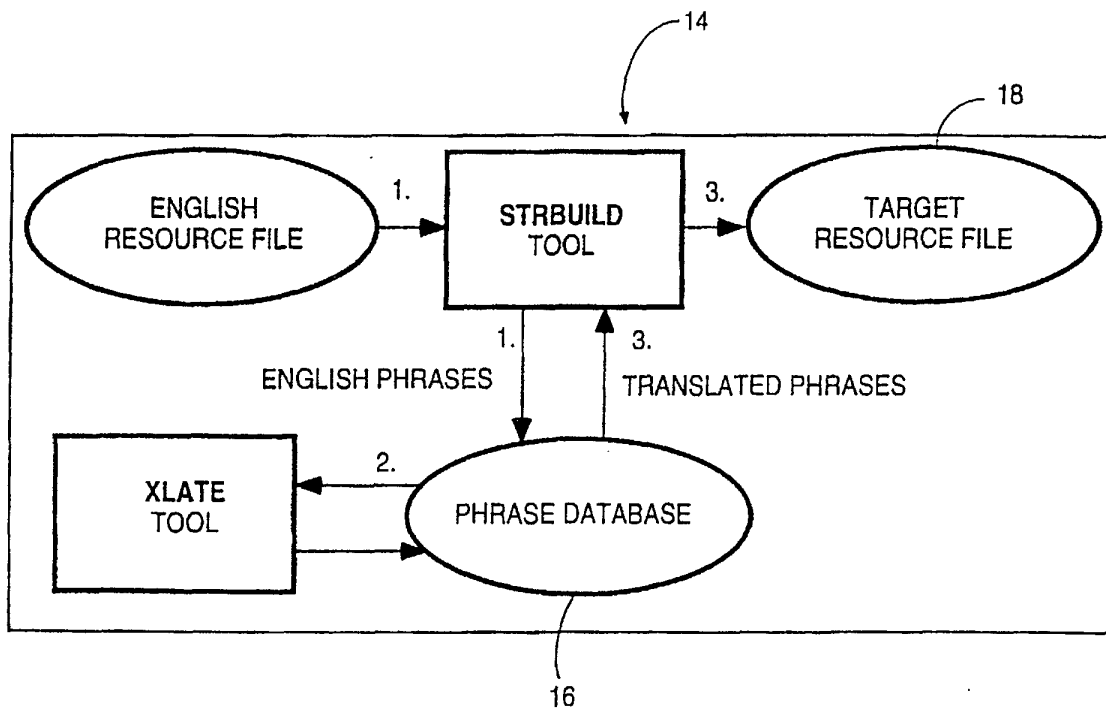 14
18
ENGLISH
RESOURCE FILE
1.
STRBUILD
TOOL
3.
TARGET
RESOURCE FILE
1.
3.
ENGLISH PHRASES
TRANSLATED PHRASES
XLATE
TOOL
2.
PHRASE DATABASE
16